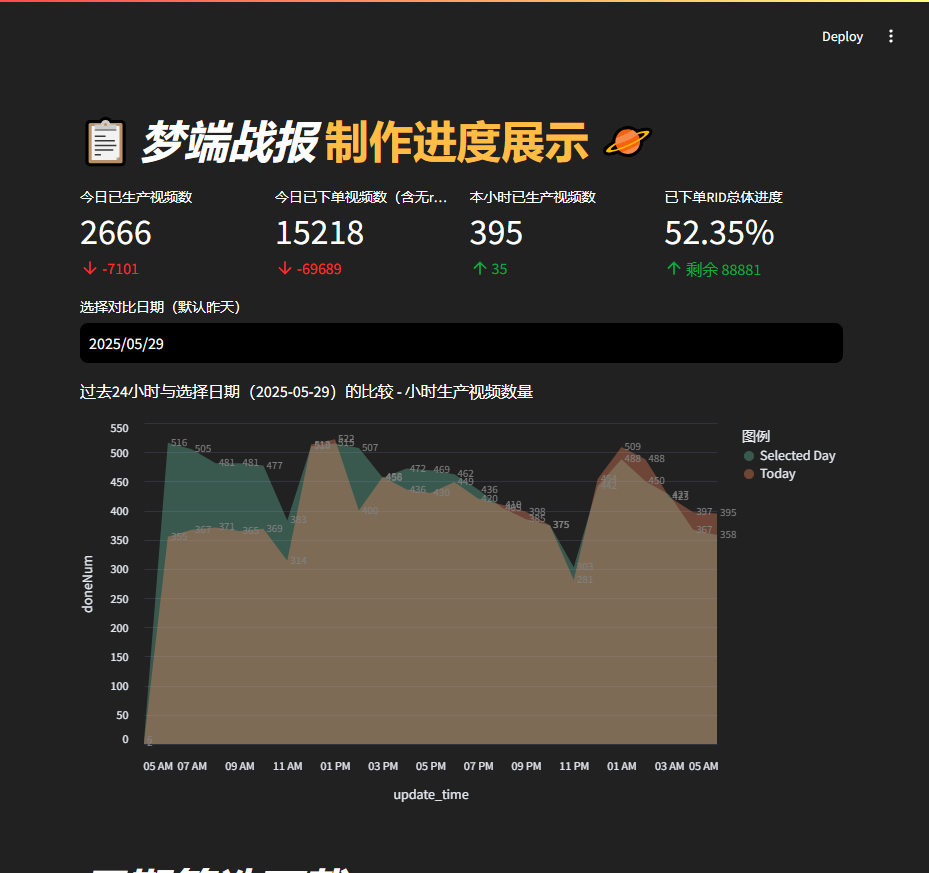 Deploy
梦端战报 制作进度展示
今日已生产视频数
2666
-7101
今日已下单视频数（含无r...
15218
-69689
本小时已生产视频数
395
35
已下单RID总体进度
52.35%
剩余 88881
选择对比日期（默认昨天）
2025/05/29
过去24小时与选择日期（2025-05-29）的比较 - 小时生产视频数量
图例
Selected Day
Today
doneNum
550
500
450
400
350
300
250
200
150
100
50
0
516 505 481 481 477 383 513 507 472 469 462 436 375 303 488 450 427 397 395
367 371 365 369 314 518 522 400 458 436 430 449 420 419 398 385 281 442 509 488 423 367 358
05 AM 07 AM 09 AM 11 AM 01 PM 03 PM 05 PM 07 PM 09 PM 11 PM 01 AM 03 AM 05 AM
update_time